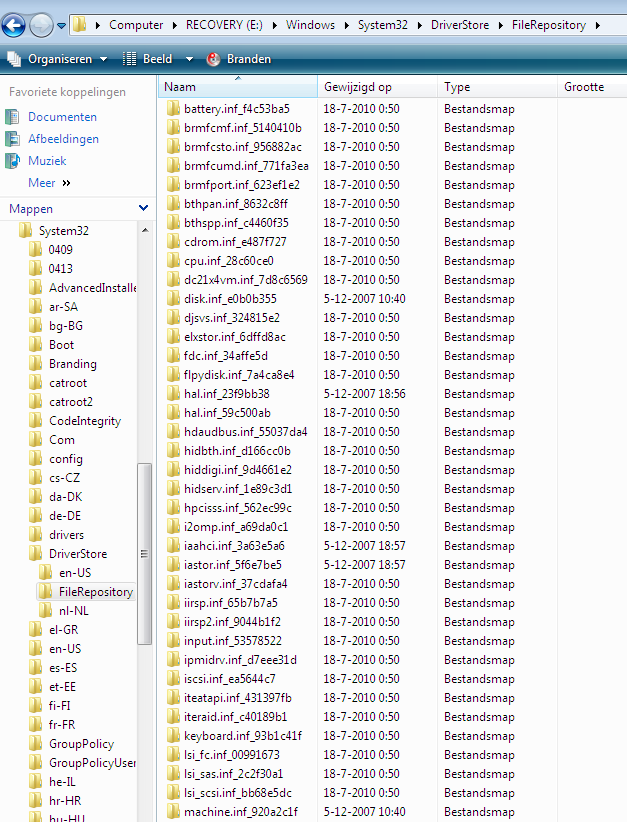 Computer RECOVERY (E:) Windows System32 DriverStore FileRepository
Organiseren Beeld Branden
Favoriete koppelingen
Documenten
Afbeeldingen
Muziek
Meer »
Mappen
System32
0409
0413
AdvancedInstalle
ar-SA
bg-BG
Boot
Branding
catroot
catroot2
CodeIntegrity
Com
config
cs-CZ
da-DK
de-DE
drivers
DriverStore
en-US
FileRepository
nl-NL
el-GR
en-US
es-ES
et-EE
fi-FI
fr-FR
GroupPolicy
GroupPolicyUser
he-IL
hr-HR
hu-HU
Naam Gewijzigd op Type Grootte
battery.inf_f4c53ba5 18-7-2010 0:50 Bestandsmap
brmfcmf.inf_5140410b 18-7-2010 0:50 Bestandsmap
brmfcsto.inf_956882ac 18-7-2010 0:50 Bestandsmap
brmfcumd.inf_771fa3ea 18-7-2010 0:50 Bestandsmap
brmfport.inf_623ef1e2 18-7-2010 0:50 Bestandsmap
bthpan.inf_8632c8ff 18-7-2010 0:50 Bestandsmap
bthspp.inf_c4460f35 18-7-2010 0:50 Bestandsmap
cdrom.inf_e487f727 18-7-2010 0:50 Bestandsmap
cpu.inf_28c60ce0 18-7-2010 0:50 Bestandsmap
dc21x4vm.inf_7d8c6569 18-7-2010 0:50 Bestandsmap
disk.inf_e0b0b355 5-12-2007 10:40 Bestandsmap
djsvs.inf_324815e2 18-7-2010 0:50 Bestandsmap
elxstor.inf_6dffd8ac 18-7-2010 0:50 Bestandsmap
fdc.inf_34affe5d 18-7-2010 0:50 Bestandsmap
flpydisk.inf_7a4ca8e4 18-7-2010 0:50 Bestandsmap
hal.inf_23f9bb38 5-12-2007 18:56 Bestandsmap
hal.inf_59c500ab 18-7-2010 0:50 Bestandsmap
hdaudbus.inf_55037da4 18-7-2010 0:50 Bestandsmap
hidbth.inf_d166cc0b 18-7-2010 0:50 Bestandsmap
hiddigi.inf_9d4661e2 18-7-2010 0:50 Bestandsmap
hidserv.inf_1e89c3d1 18-7-2010 0:50 Bestandsmap
hpcisss.inf_562ec99c 18-7-2010 0:50 Bestandsmap
i2omp.inf_a69da0c1 18-7-2010 0:50 Bestandsmap
iaahci.inf_3a63e5a6 5-12-2007 18:57 Bestandsmap
iastor.inf_5f6e7be5 5-12-2007 18:57 Bestandsmap
iastorv.inf_37cdafa4 18-7-2010 0:50 Bestandsmap
iirsp.inf_65b7b7a5 18-7-2010 0:50 Bestandsmap
iirsp2.inf_9044b1f2 18-7-2010 0:50 Bestandsmap
input.inf_53578522 18-7-2010 0:50 Bestandsmap
ipmidrv.inf_d7eee31d 18-7-2010 0:50 Bestandsmap
iscsi.inf_ea5644c7 18-7-2010 0:50 Bestandsmap
iteatapi.inf_431397fb 18-7-2010 0:50 Bestandsmap
iteraid.inf_c40189b1 18-7-2010 0:50 Bestandsmap
keyboard.inf_93b1c41f 18-7-2010 0:50 Bestandsmap
lsi_fc.inf_00991673 18-7-2010 0:50 Bestandsmap
lsi_sas.inf_2c2f30a1 18-7-2010 0:50 Bestandsmap
lsi_scsi.inf_bb68e5dc 18-7-2010 0:50 Bestandsmap
machine.inf_920a2c1f 5-12-2007 10:40 Bestandsmap